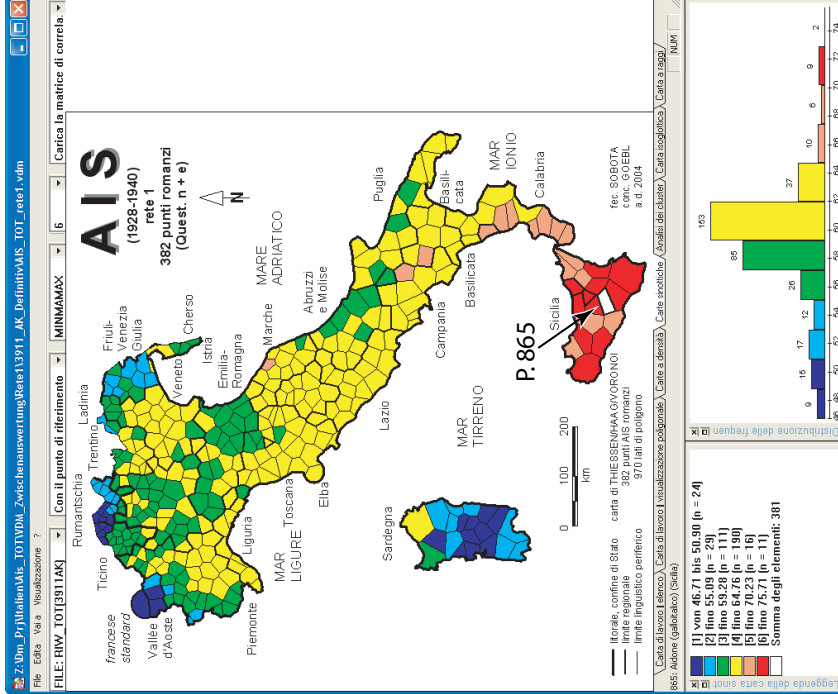 Z:\Dm_Prj\Italien\AIS_TOT\VDM_Zwischenauswertung\Rete1\3911_AK_Definitiv\AIS_TOT_rete1.vdm
File Edita Vai a Visualizzazione ?
FILE: RIW_TOT[3911AK]
Con il punto di riferimento
MINMAMAX
6
Carica la matrice di correla:
AIS
(1928-1940)
rete 1
382 punti romanzi
(Quest. n + e)
N
francese
standard
Vallée
d'Aoste
Piemonte
Ticino
Rumantschia
Trentino
Ladinia
Friuli-
Venezia
Giulia
Veneto
Istria
Cherso
Emilia-
Romagna
Marche
MARE
ADRIATICO
Liguria
MAR
LIGURE
Toscana
Elba
Lazio
Abruzzi
e Molise
Campania
Puglia
Basilicata
Basili-
cata
MAR
IONIO
Calabria
Sicilia
P. 865
MAR
TIRRENO
Sardegna
0 100 200
km
litorale, confine di Stato
limite regionale
limite linguistico periferico
carta di THIESSEN/HAAG/VORONOI
382 punti AIS romanzi
970 lati di poligono
fec. SOBOTA
conc. GOEBL
a.d. 2004
Carta di lavoro | elenco
Carta di lavoro | visualizzazione poligonale
Carte a densità
Carte sinottiche
Analisi dei cluster
Carta isoglottica
Carta a raggi
865: Aidone (galloitalico) (Sicilia)
NUM
Leggenda della carta sinot
[1] von 46.71 bis 50.90 [n = 24]
[2] fino 55.09 [n = 29]
[3] fino 59.28 [n = 111]
[4] fino 64.76 [n = 190]
[5] fino 70.23 [n = 16]
[6] fino 75.71 [n = 11]
Somma degli elementi: 381
Distribuzione delle frequen
9 15 17 12 26 85 153 37 10 6 9 2